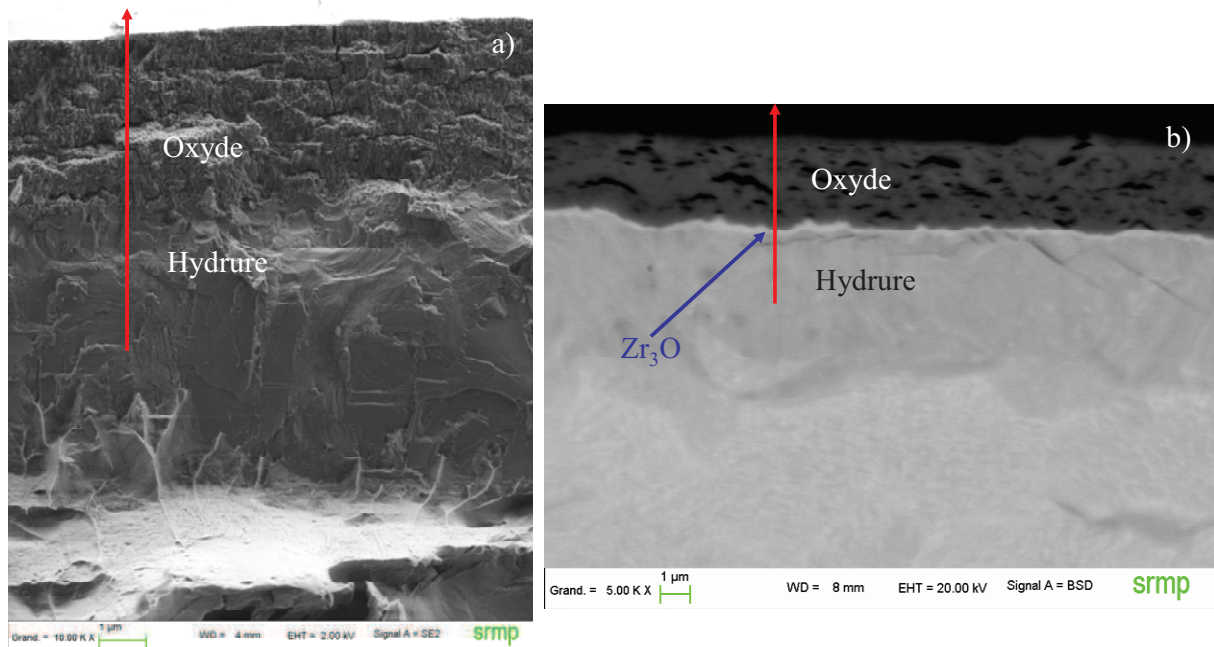 a)
Oxyde
Hydrure
1 µm
Grand. = 10.00 K X
WD = 4 mm
EHT = 2.00 kV
Signal A = SE2
srmp
b)
Oxyde
Hydrure
Zr₃O
Grand. = 5.00 K X
1 µm
WD = 8 mm
EHT = 20.00 kV
Signal A = BSD
srmp